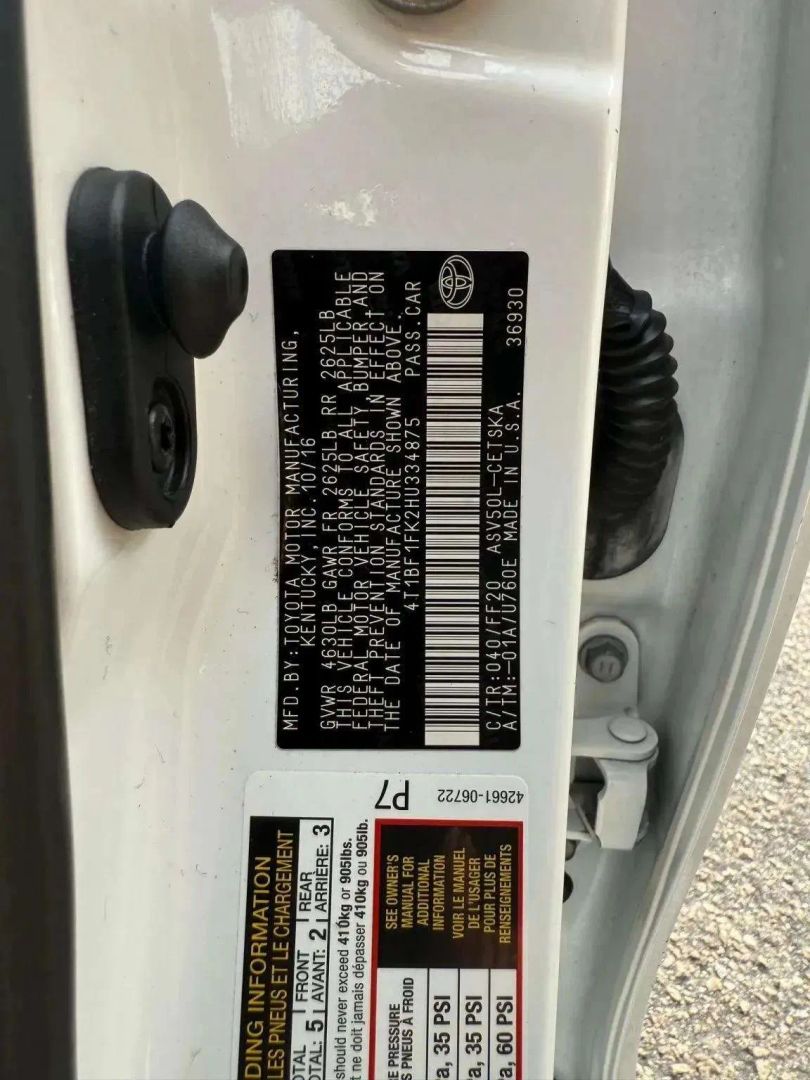 MFD.BY:TOYOTA MOTOR MANUFACTURING,
KENTUCKY, INC. 10/16
GVWR 4630LB GAWR FR 2625LB RR 2625LB
THIS VEHICLE CONFORMS TO ALL APPLICABLE
FEDERAL MOTOR VEHICLE SAFETY, BUMPER AND
THEFT PREVENTION STANDARDS IN EFFECT ON
THE DATE OF MANUFACTURE SHOWN ABOVE.
4T1BF1FK2HU334875 PASS.CAR
C/TR:040/FF20 ASV50L-CETSKA
A/TM:-01A/U760E MADE IN U.S.A. 36930
P7
42661-06722
DING INFORMATION
LES PNEUS ET LE CHARGEMENT
OTAL FRONT REAR
TOTAL: 5 AVANT: 2 ARRIÈRE: 3
should never exceed 410kg or 905lbs.
t ne doit jamais dépasser 410kg ou 905lb.
E PRESSURE
S PNEUS À FROID
a, 35 PSI
a, 35 PSI
a, 60 PSI
SEE OWNER'S
MANUAL FOR
ADDITIONAL
INFORMATION
VOIR LE MANUEL
DE L'USAGER
POUR PLUS DE
RENSEIGNEMENTS